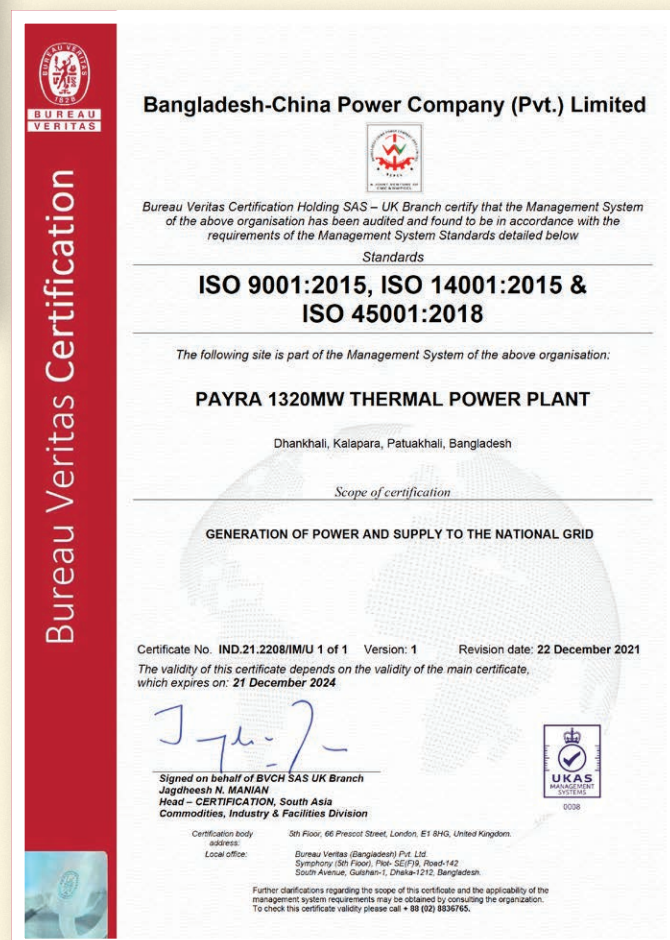 BUREAU VERITAS
1828
BUREAU
VERITAS
Bureau Veritas Certification
Bangladesh-China Power Company (Pvt.) Limited
Bureau Veritas Certification Holding SAS – UK Branch certify that the Management System
of the above organisation has been audited and found to be in accordance with the
requirements of the Management System Standards detailed below
Standards
ISO 9001:2015, ISO 14001:2015 &
ISO 45001:2018
The following site is part of the Management System of the above organisation:
PAYRA 1320MW THERMAL POWER PLANT
Dhankhali, Kalapara, Patuakhali, Bangladesh
Scope of certification
GENERATION OF POWER AND SUPPLY TO THE NATIONAL GRID
Certificate No. IND.21.2208/IM/U 1 of 1 Version: 1 Revision date: 22 December 2021
The validity of this certificate depends on the validity of the main certificate,
which expires on: 21 December 2024
Signed on behalf of BVCH SAS UK Branch
Jagdheesh N. MANIAN
Head – CERTIFICATION, South Asia
Commodities, Industry & Facilities Division
UKAS
MANAGEMENT
SYSTEMS
0008
Certification body
address:
5th Floor, 66 Prescot Street, London, E1 8HG, United Kingdom.
Local office:
Bureau Veritas (Bangladesh) Pvt. Ltd.
Symphony (5th Floor), Plot- SE(F)9, Road-142
South Avenue, Gulshan-1, Dhaka-1212, Bangladesh.
Further clarifications regarding the scope of this certificate and the applicability of the
management system requirements may be obtained by consulting the organization.
To check this certificate validity please call + 88 (02) 8836765.